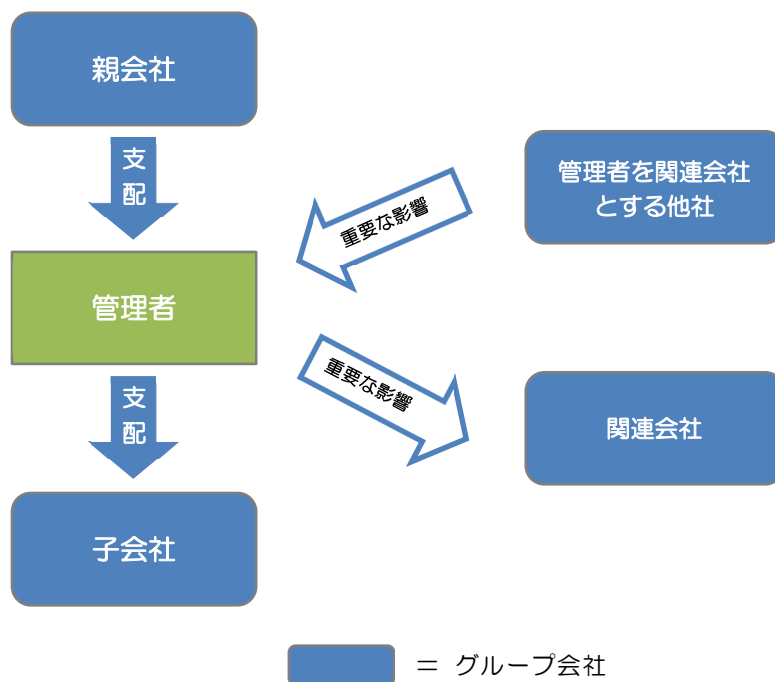 親会社
支
配
管理者を関連会社
とする他社
重要な影響
管理者
重要な影響
支
配
関連会社
子会社
= グループ会社